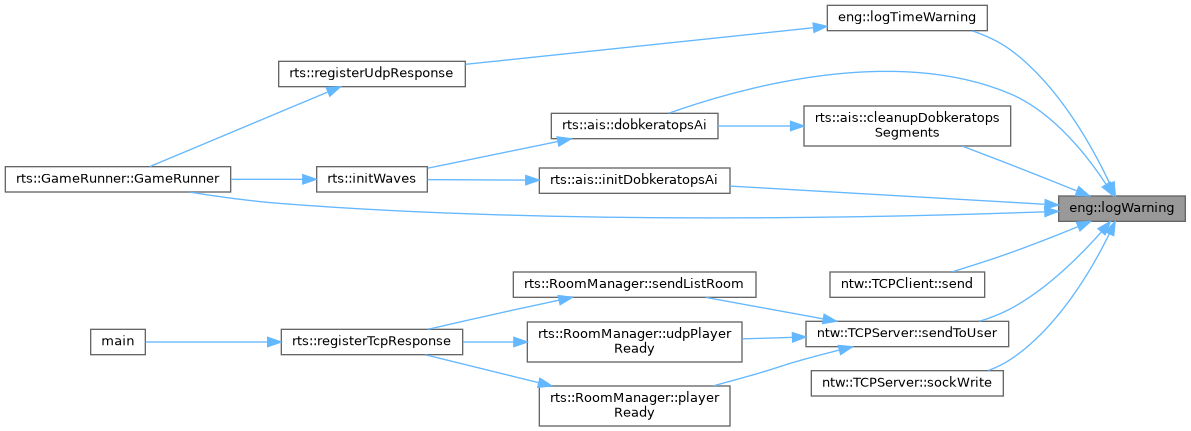 eng::logTimeWarning
rts::registerUdpResponse
rts::ais::dobkeratopsAi
rts::ais::cleanupDobkeratops
Segments
rts::GameRunner::GameRunner
rts::initWaves
rts::ais::initDobkeratopsAi
eng::logWarning
rts::RoomManager::sendListRoom
ntw::TCPClient::send
main
rts::registerTcpResponse
rts::RoomManager::udpPlayer
Ready
ntw::TCPServer::sendToUser
ntw::TCPServer::sockWrite
rts::RoomManager::player
Ready